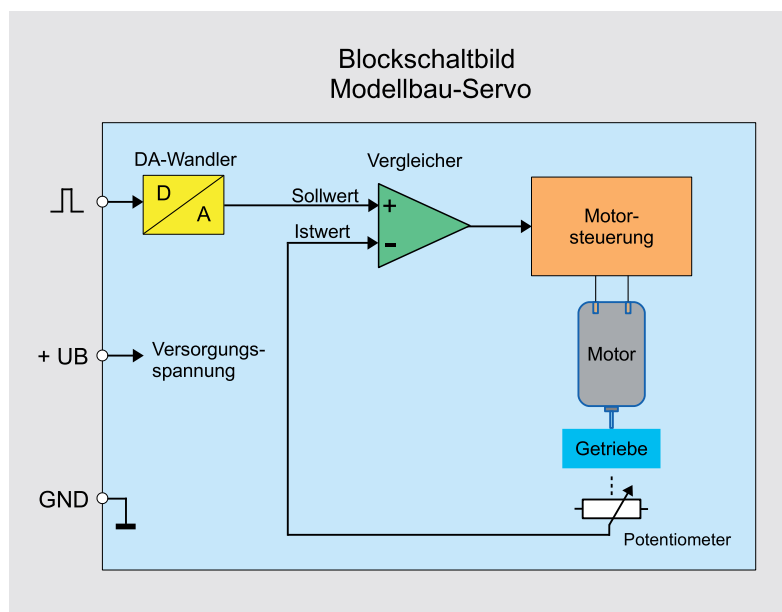 Blockschaltbild
Modellbau-Servo
DA-Wandler
D
A
Sollwert
Istwert
Vergleicher
+
-
Motor-
steuerung
+ UB
Versorgungs-
spannung
Motor
Getriebe
GND
Potentiometer